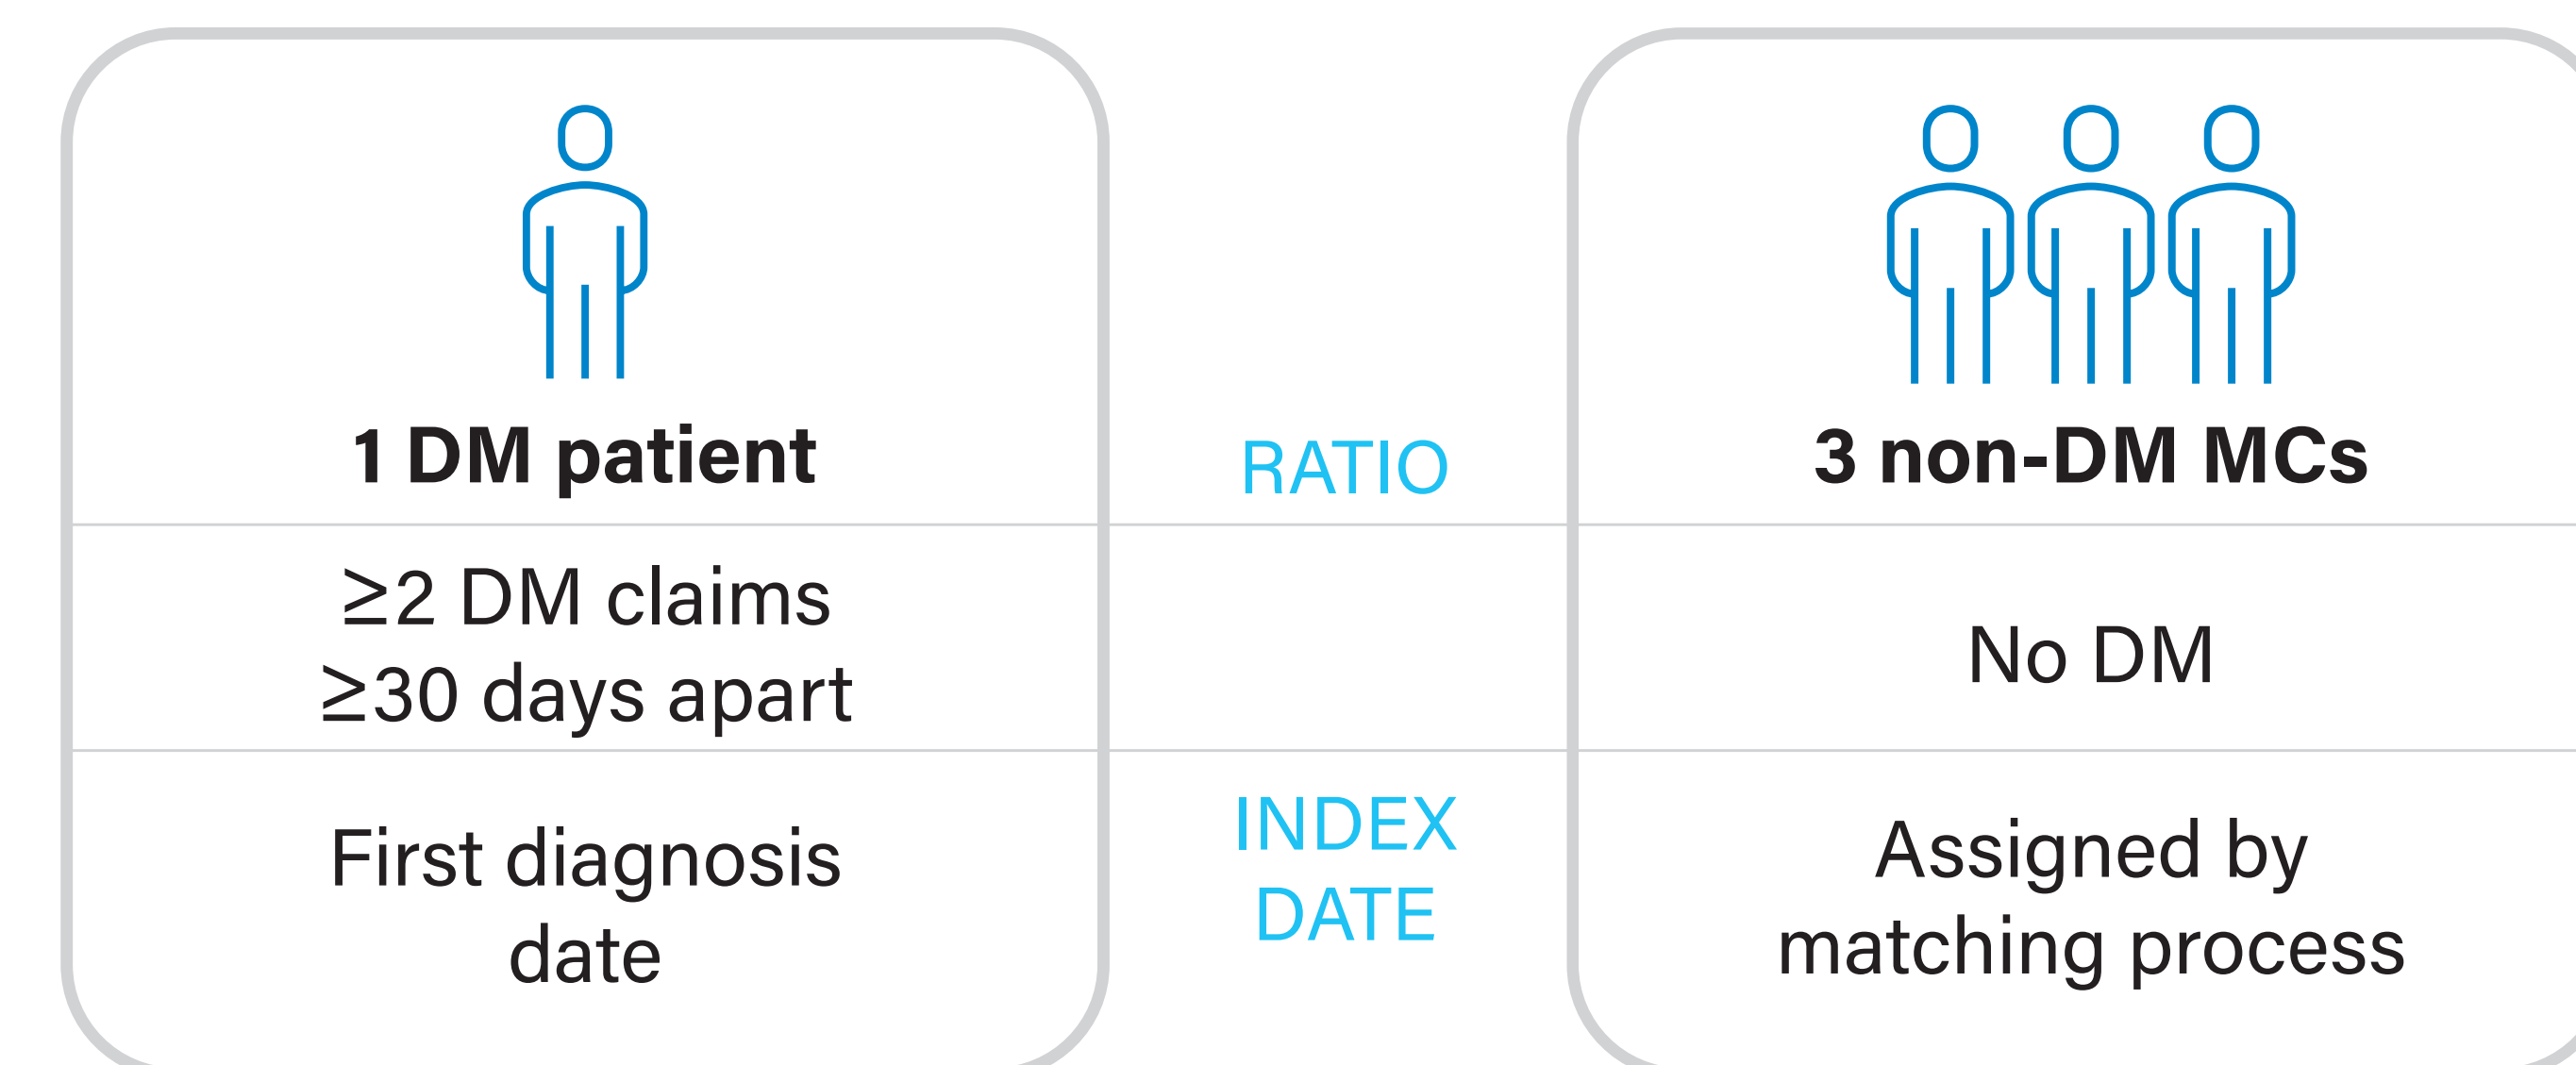 1 DM patient
RATIO
3 non-DM MCs
≥2 DM claims
≥30 days apart
No DM
First diagnosis
date
INDEX
DATE
Assigned by
matching process